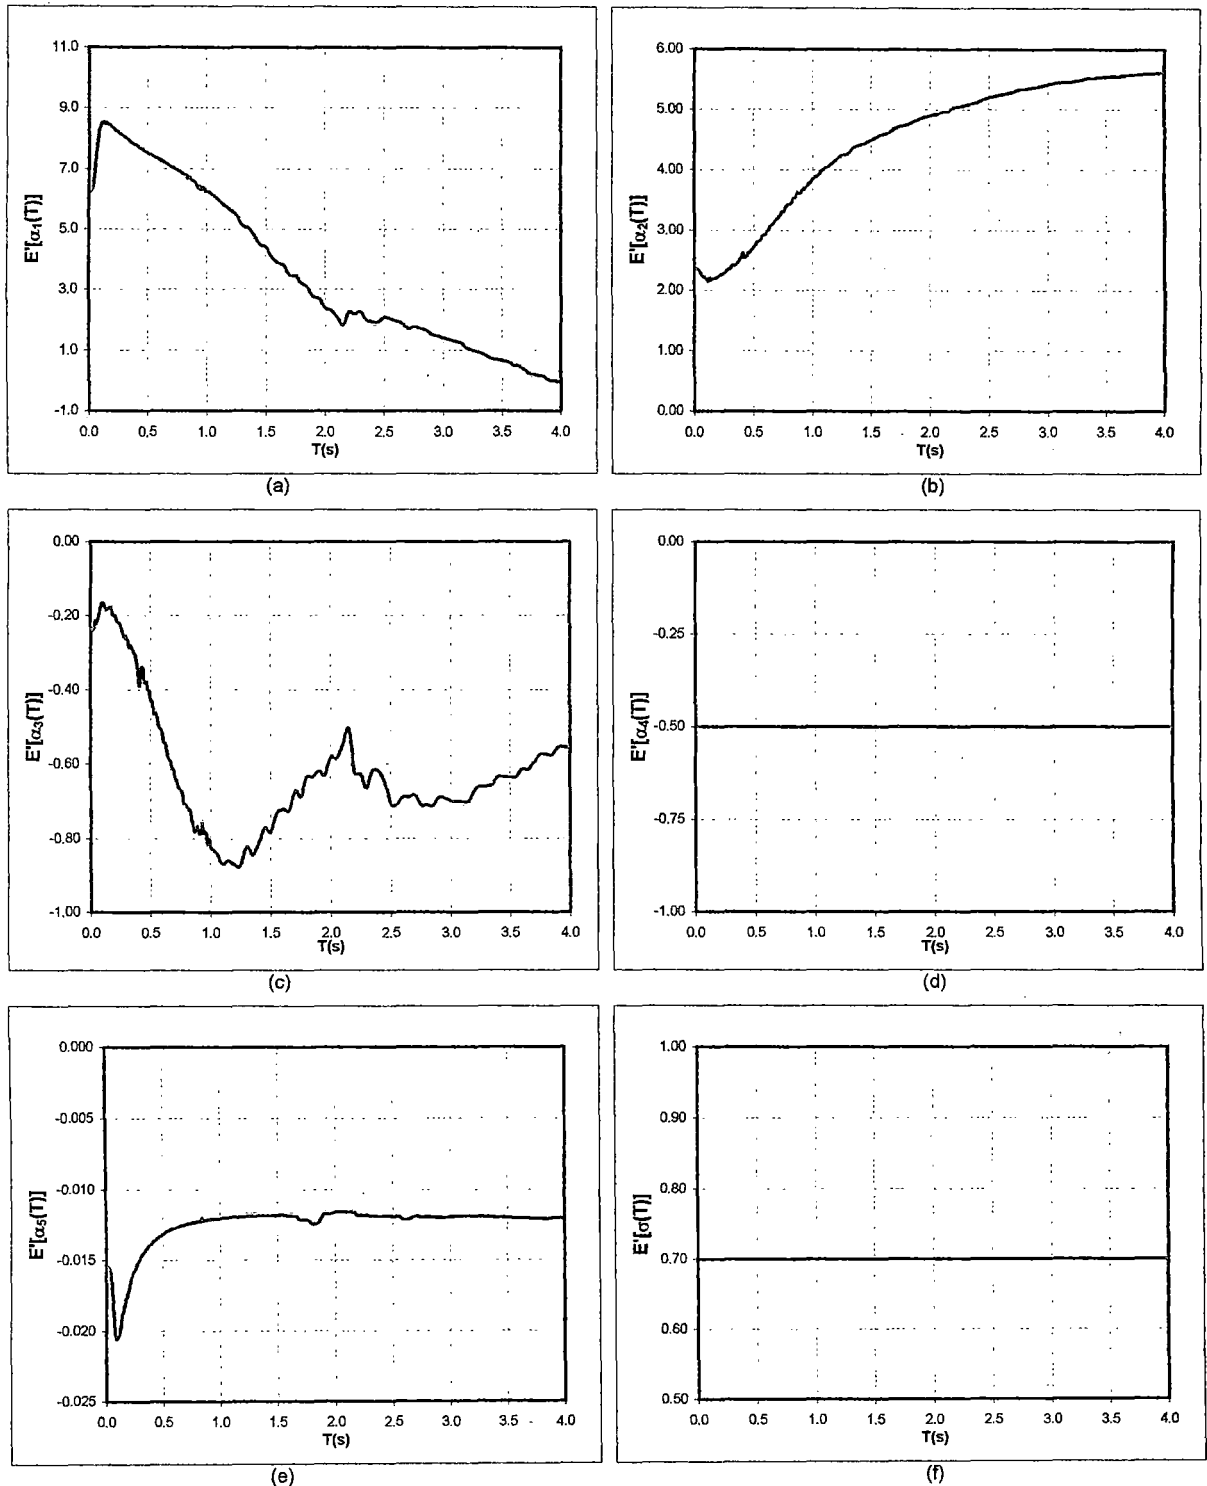 11.0
9.0
7.0
5.0
3.0
1.0
-1.0
E'[α₁(T)]
0.0 0.5 1.0 1.5 2.0 2.5 3.0 3.5 4.0
T(s)
(a)
6.00
5.00
4.00
3.00
2.00
1.00
0.00
E'[α₂(T)]
0.0 0.5 1.0 1.5 2.0 2.5 3.0 3.5 4.0
T(s)
(b)
0.00
-0.20
-0.40
-0.60
-0.80
-1.00
E'[α₃(T)]
0.0 0.5 1.0 1.5 2.0 2.5 3.0 3.5 4.0
T(s)
(c)
0.00
-0.25
-0.50
-0.75
-1.00
E'[α₄(T)]
0.0 0.5 1.0 1.5 2.0 2.5 3.0 3.5 4.0
T(s)
(d)
0.000
-0.005
-0.010
-0.015
-0.020
-0.025
E'[α₅(T)]
0.0 0.5 1.0 1.5 2.0 2.5 3.0 3.5 4.0
T(s)
(e)
1.00
0.90
0.80
0.70
0.60
0.50
E'[σ(T)]
0.0 0.5 1.0 1.5 2.0 2.5 3.0 3.5 4.0
T(s)
(f)